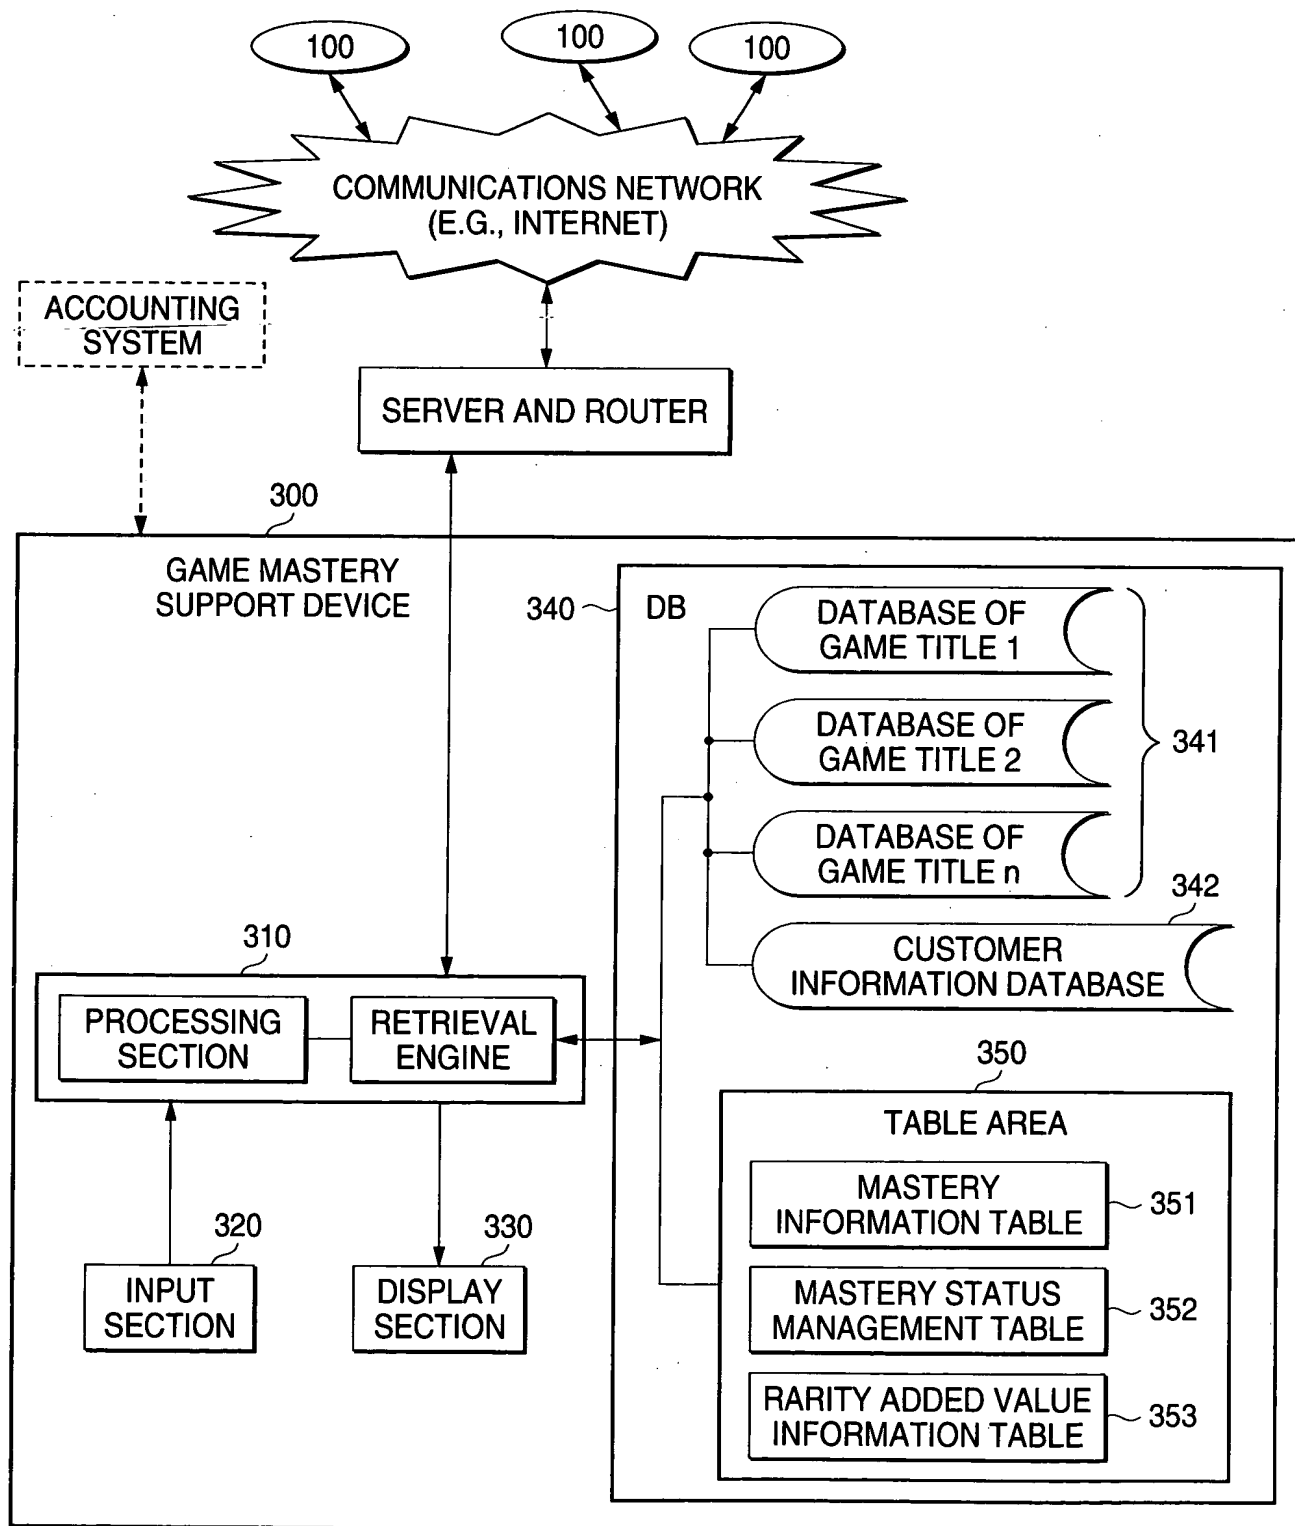 100
100
100
COMMUNICATIONS NETWORK
(E.G., INTERNET)
ACCOUNTING
SYSTEM
SERVER AND ROUTER
300
GAME MASTERY
SUPPORT DEVICE
340
DB
DATABASE OF
GAME TITLE 1
DATABASE OF
GAME TITLE 2
341
DATABASE OF
GAME TITLE n
342
CUSTOMER
INFORMATION DATABASE
310
PROCESSING
SECTION
RETRIEVAL
ENGINE
350
TABLE AREA
MASTERY
INFORMATION TABLE
351
320
INPUT
SECTION
330
DISPLAY
SECTION
MASTERY STATUS
MANAGEMENT TABLE
352
RARITY ADDED VALUE
INFORMATION TABLE
353